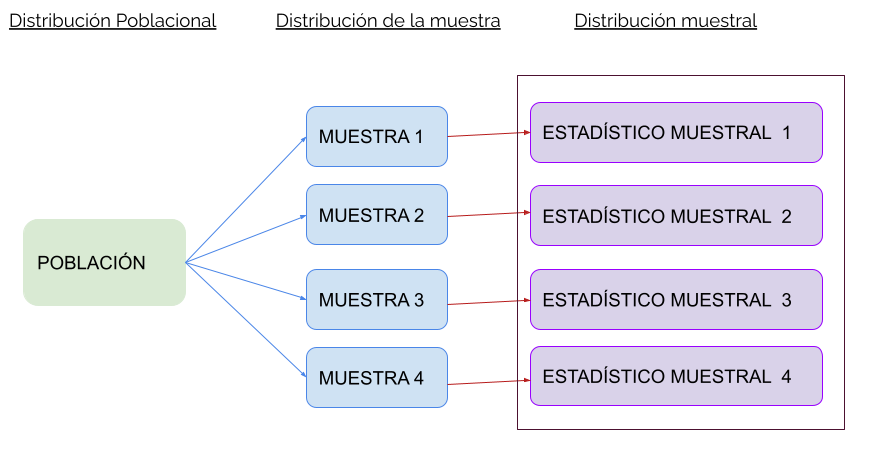 Distribución Poblacional
Distribución de la muestra
Distribución muestral
POBLACIÓN
MUESTRA 1
ESTADÍSTICO MUESTRAL 1
MUESTRA 2
ESTADÍSTICO MUESTRAL 2
MUESTRA 3
ESTADÍSTICO MUESTRAL 3
MUESTRA 4
ESTADÍSTICO MUESTRAL 4